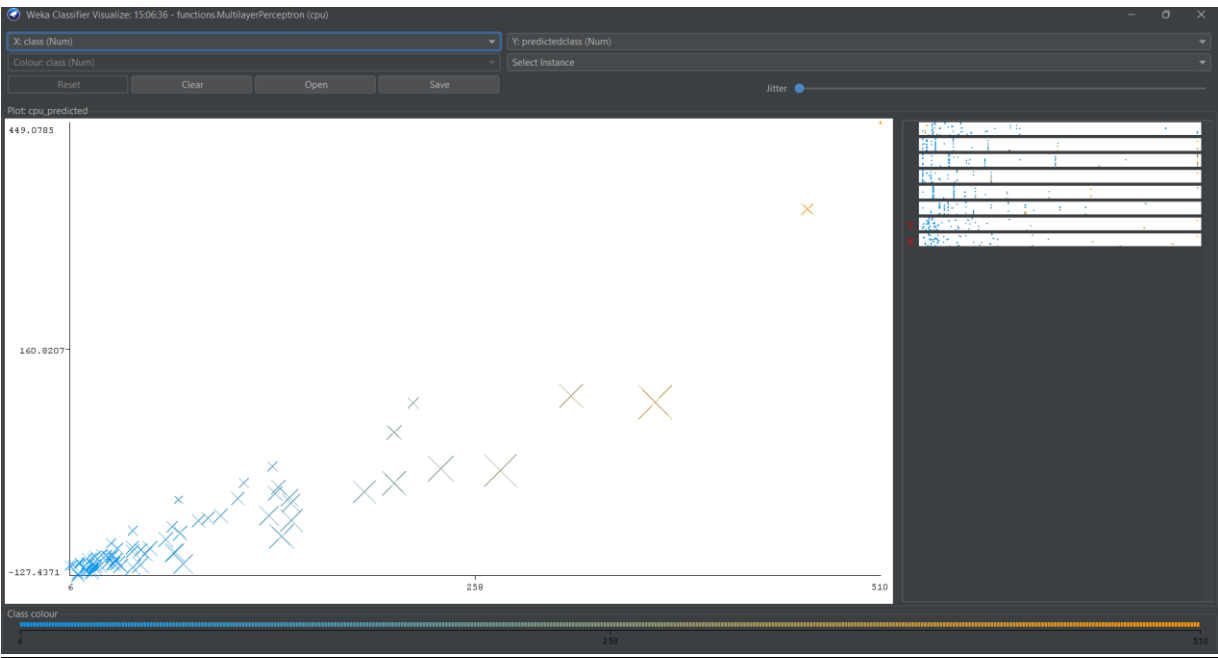 Weka Classifier Visualize: 15:06:36 - functions.MultilayerPerceptron (cpu)
X: class (Num)
Y: predictedclass (Num)
Colour: class (Num)
Select Instance
Reset
Clear
Open
Save
Jitter
Plot: cpu_predicted
449.0785
160.8207
-127.4371
6
258
510
Class colour
6
258
510